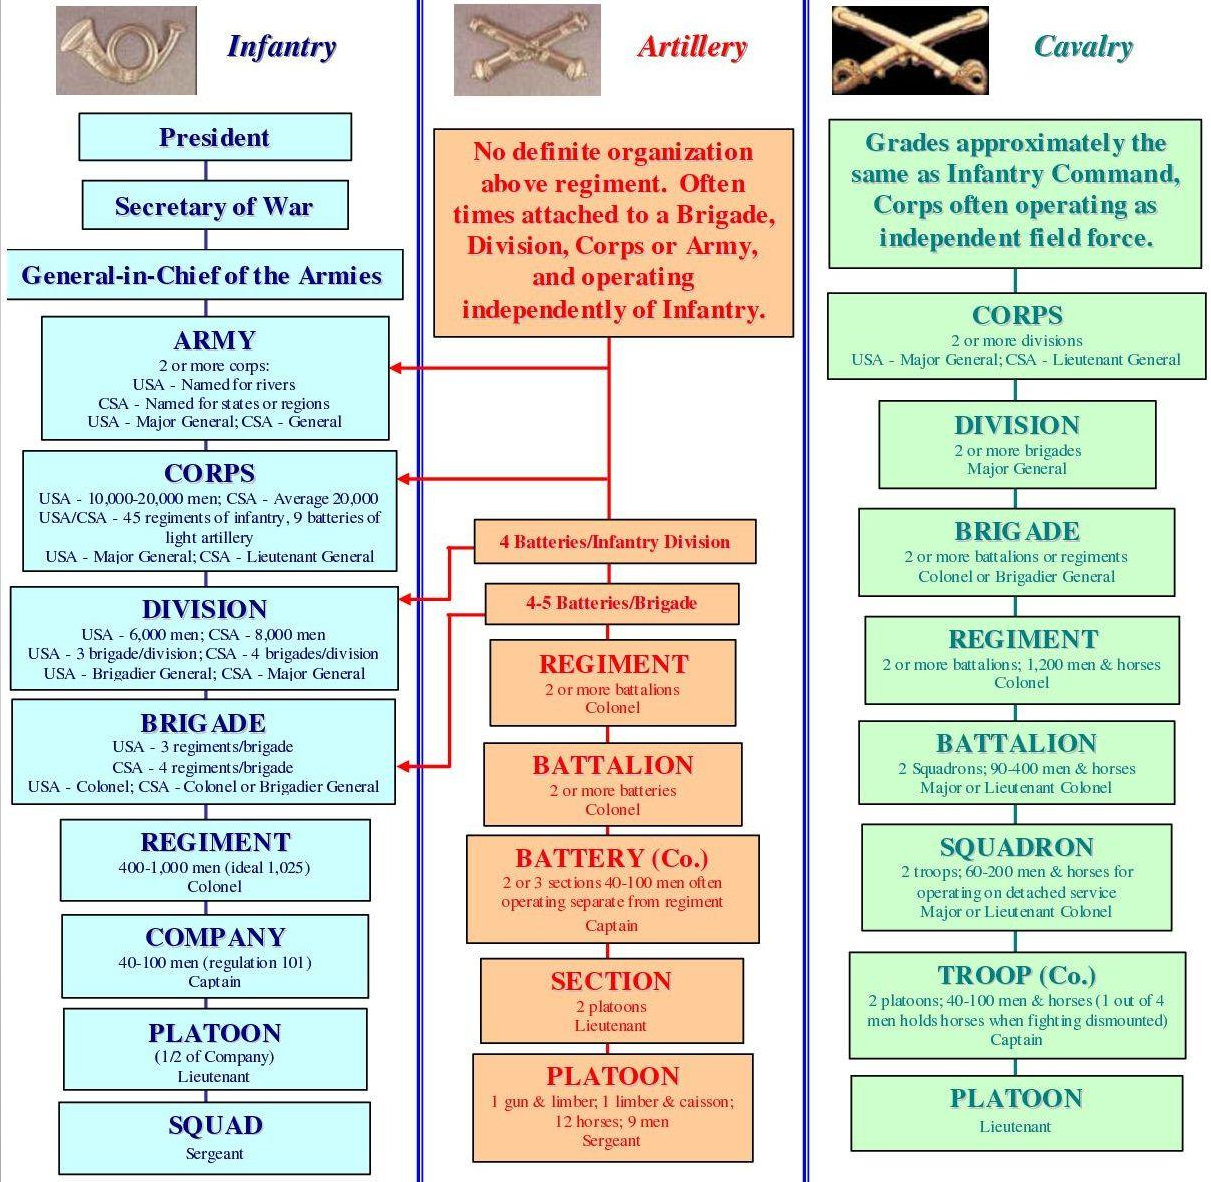 Infantry
President
Secretary of War
General-in-Chief of the Armies
ARMY
2 or more corps:
USA - Named for rivers
CSA - Named for states or regions
USA - Major General; CSA - General
CORPS
USA - 10,000-20,000 men; CSA - Average 20,000
USA/CSA - 45 regiments of infantry, 9 batteries of
light artillery
USA - Major General; CSA - Lieutenant General
DIVISION
USA - 6,000 men; CSA - 8,000 men
USA - 3 brigade/division; CSA - 4 brigades/division
USA - Brigadier General; CSA - Major General
BRIGADE
USA - 3 regiments/brigade
CSA - 4 regiments/brigade
USA - Colonel; CSA - Colonel or Brigadier General
REGIMENT
400-1,000 men (ideal 1,025)
Colonel
COMPANY
40-100 men (regulation 101)
Captain
PLATOON
(1/2 of Company)
Lieutenant
SQUAD
Sergeant
Artillery
No definite organization
above regiment. Often
times attached to a Brigade,
Division, Corps or Army,
and operating
independently of Infantry.
4 Batteries/Infantry Division
4-5 Batteries/Brigade
REGIMENT
2 or more battalions
Colonel
BATTALION
2 or more batteries
Colonel
BATTERY (Co.)
2 or 3 sections 40-100 men often
operating separate from regiment
Captain
SECTION
2 platoons
Lieutenant
PLATOON
1 gun & limber; 1 limber & caisson;
12 horses; 9 men
Sergeant
Cavalry
Grades approximately the
same as Infantry Command,
Corps often operating as
independent field force.
CORPS
2 or more divisions
USA - Major General; CSA - Lieutenant General
DIVISION
2 or more brigades
Major General
BRIGADE
2 or more battalions or regiments
Colonel or Brigadier General
REGIMENT
2 or more battalions; 1,200 men & horses
Colonel
BATTALION
2 Squadrons; 90-400 men & horses
Major or Lieutenant Colonel
SQUADRON
2 troops; 60-200 men & horses for
operating on detached service
Major or Lieutenant Colonel
TROOP (Co.)
2 platoons; 40-100 men & horses (1 out of 4
men holds horses when fighting dismounted)
Captain
PLATOON
Lieutenant